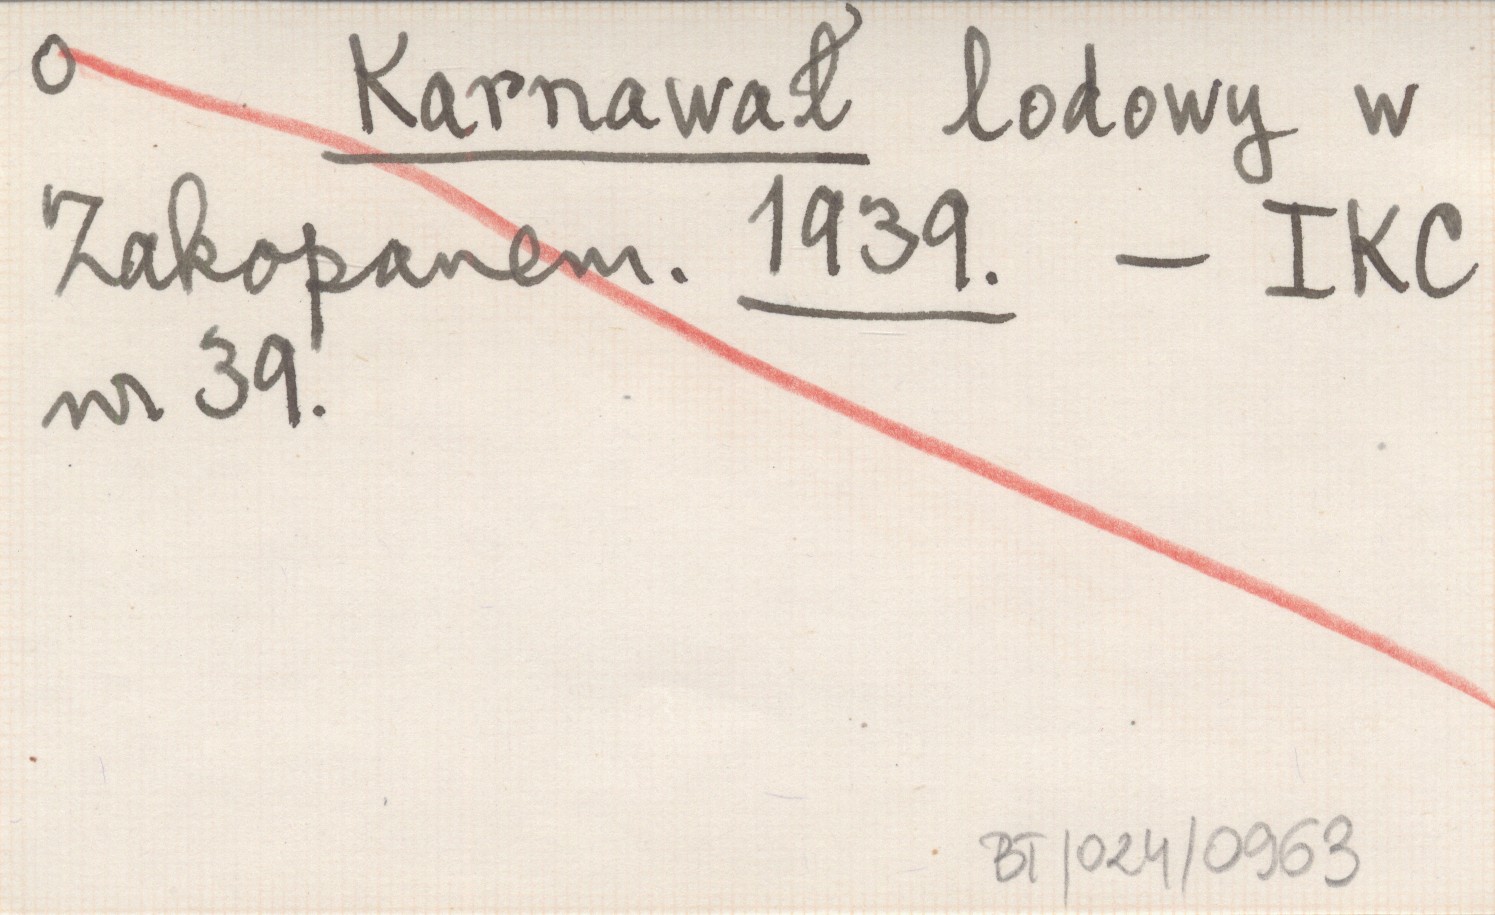 O Karnawał lodowy w
Zakopanem. 1939. — IKC
nr 39.
BT/024/0963